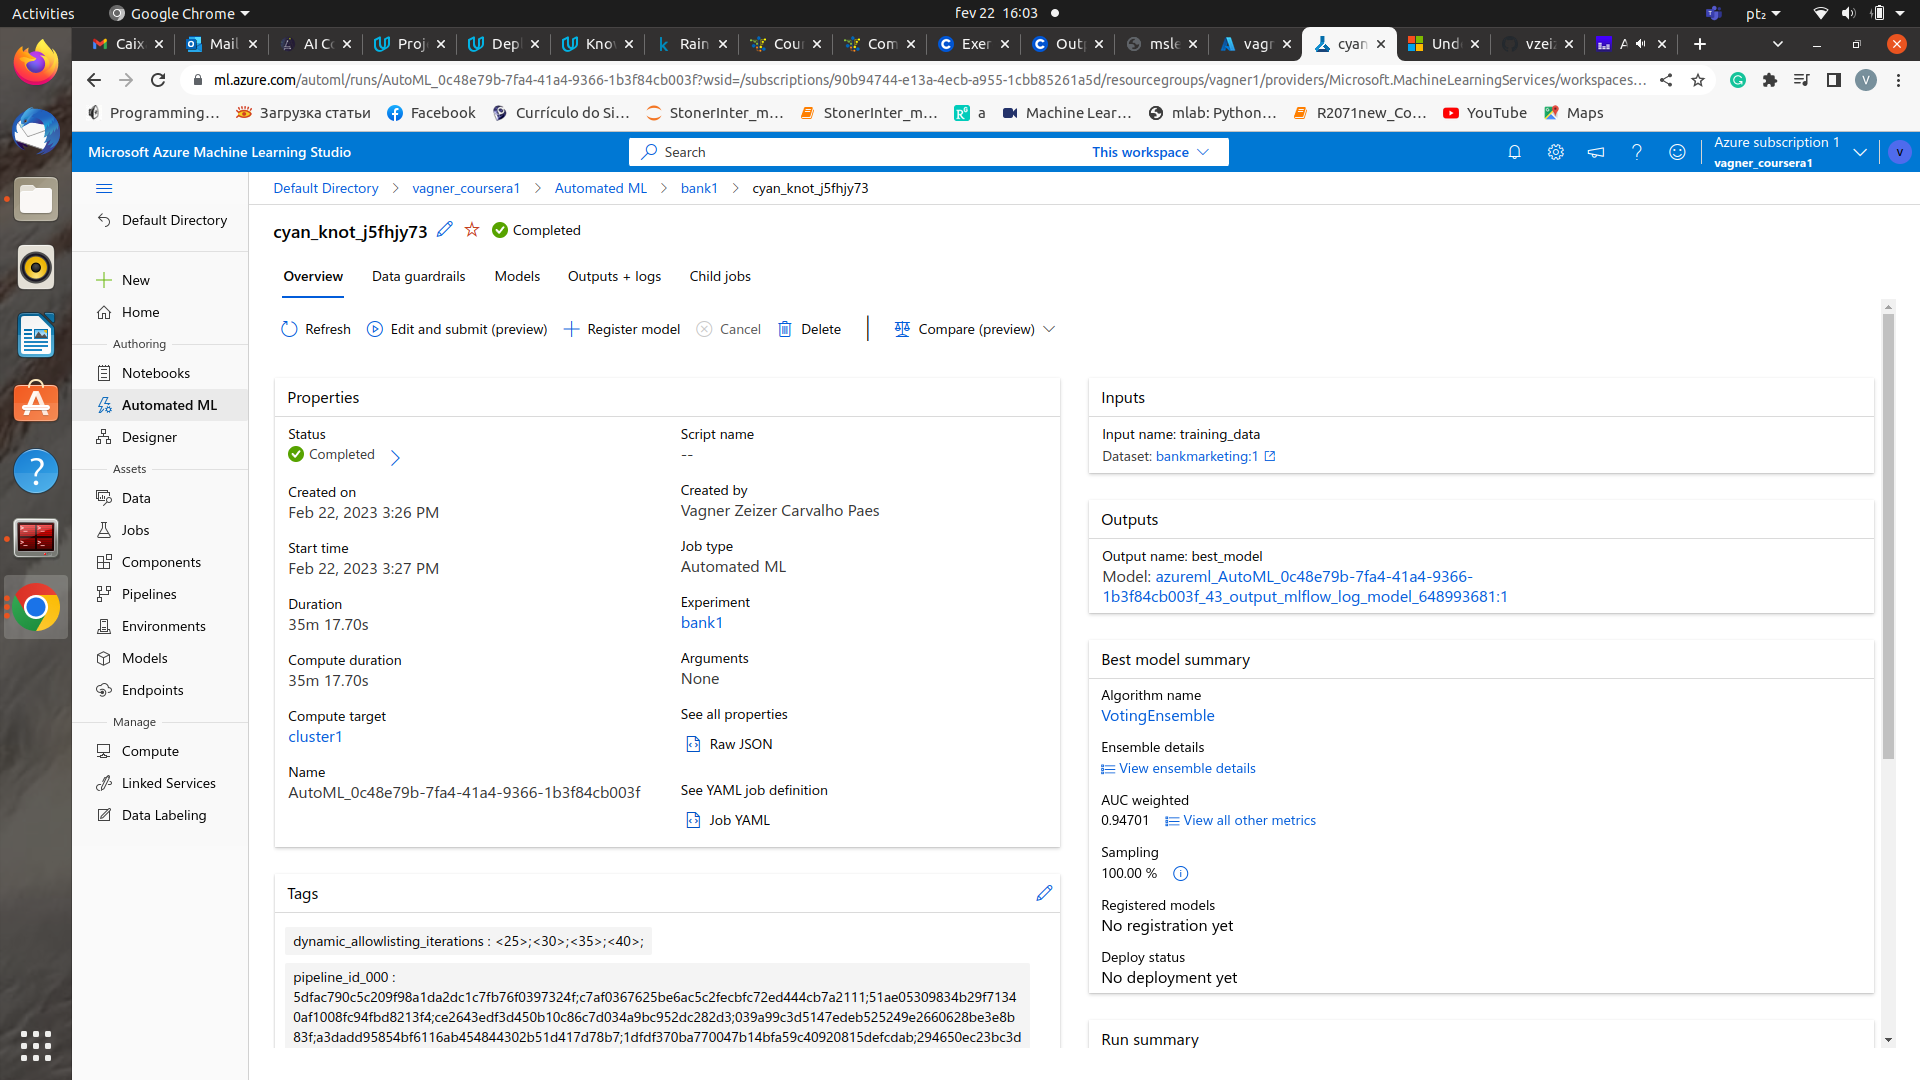 Activities
Google Chrome
fev 22 16:03
pt₂
Caix
Mail
AI Co
Proj
Dep
Kno
Rain
Cour
Com
Exer
Outp
msle
vagn
cyan
Und
vzei
A
ml.azure.com/automl/runs/AutoML_0c48e79b-7fa4-41a4-9366-1b3f84cb003f?wsid=/subscriptions/90b94744-e13a-4ecb-a955-1cbb85261a5d/resourcegroups/vagner1/providers/Microsoft.MachineLearningServices/workspaces...
V
Programming...
Загрузка статьи
Facebook
Currículo do Si...
StonerInter_m...
StonerInter_m...
a
Machine Lear...
mlab: Python...
R2071new_Co...
YouTube
Maps
Microsoft Azure Machine Learning Studio
Search
This workspace
Azure subscription 1
vagner_coursera1
V
Default Directory
vagner_coursera1
Automated ML
bank1
cyan_knot_j5fhjy73
Default Directory
New
Home
Authoring
Notebooks
Automated ML
Designer
Assets
Data
Jobs
Components
Pipelines
Environments
Models
Endpoints
Manage
Compute
Linked Services
Data Labeling
cyan_knot_j5fhjy73
Completed
Overview
Data guardrails
Models
Outputs + logs
Child jobs
Refresh
Edit and submit (preview)
Register model
Cancel
Delete
Compare (preview)
Properties
Status
Completed
Created on
Feb 22, 2023 3:26 PM
Start time
Feb 22, 2023 3:27 PM
Duration
35m 17.70s
Compute duration
35m 17.70s
Compute target
cluster1
Name
AutoML_0c48e79b-7fa4-41a4-9366-1b3f84cb003f
Script name
--
Created by
Vagner Zeizer Carvalho Paes
Job type
Automated ML
Experiment
bank1
Arguments
None
See all properties
Raw JSON
See YAML job definition
Job YAML
Tags
dynamic_allowlisting_iterations : <25>;<30>;<35>;<40>;
pipeline_id_000 :
5dfac790c5c209f98a1da2dc1c7fb76f0397324f;c7af0367625be6ac5c2fecbfc72ed444cb7a2111;51ae05309834b29f7134
0af1008fc94fbd8213f4;ce2643edf3d450b10c86c7d034a9bc952dc282d3;039a99c3d5147edeb525249e2660628be3e8b
83f;a3dadd95854bf6116ab454844302b51d417d78b7;1dfdf370ba770047b14bfa59c40920815defcdab;294650ec23bc3d
Inputs
Input name: training_data
Dataset: bankmarketing:1
Outputs
Output name: best_model
Model: azureml_AutoML_0c48e79b-7fa4-41a4-9366-
1b3f84cb003f_43_output_mlflow_log_model_648993681:1
Best model summary
Algorithm name
VotingEnsemble
Ensemble details
View ensemble details
AUC weighted
0.94701
View all other metrics
Sampling
100.00 %
Registered models
No registration yet
Deploy status
No deployment yet
Run summary